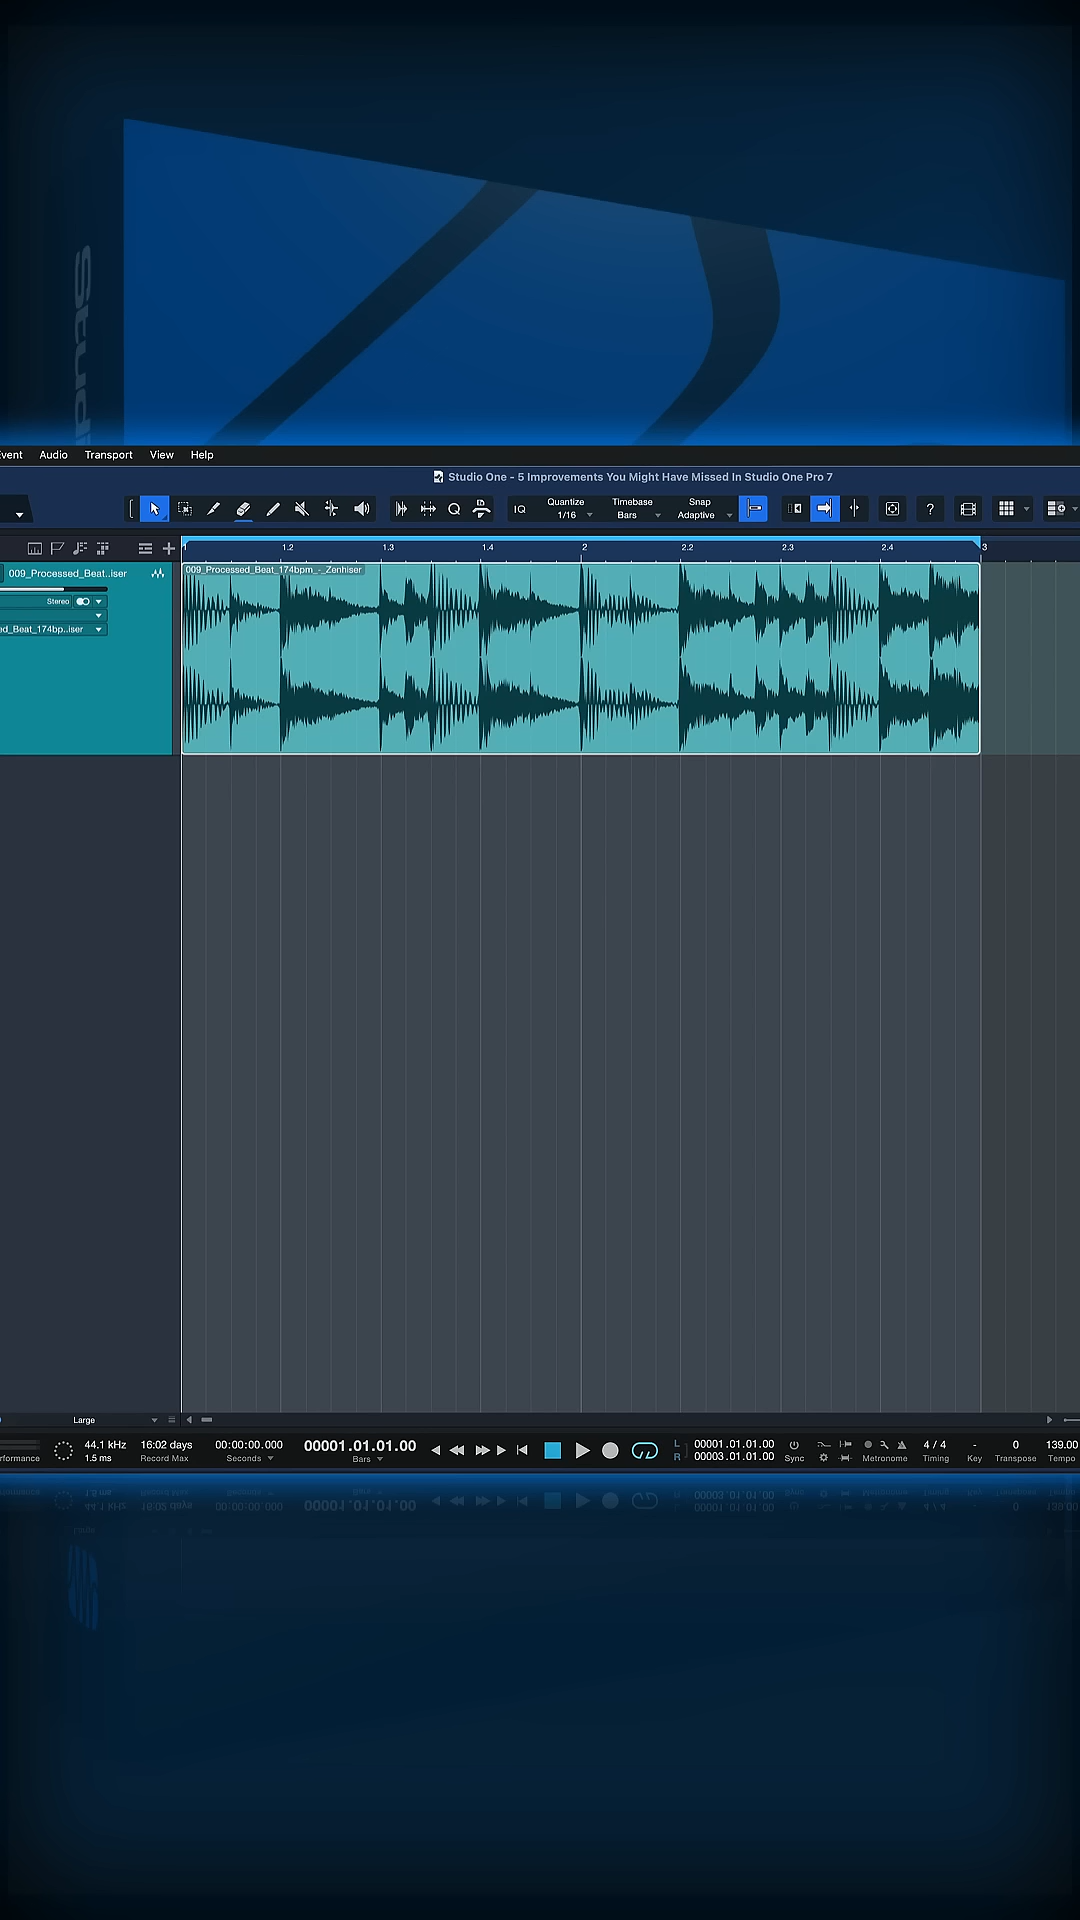 Audio Transport View Help
Studio One - 5 Improvements You Might Have Missed In Studio One Pro 7
IQ Quantize 1/16 Timebase Bars Snap Adaptive ?
1 1.2 1.3 1.4 2 2.2 2.3 2.4 3
009_Processed_Beat..iser
009_Processed_Beat_174bpm_-_Zenhiser
Stereo
ed_Beat_174bp..iser
Large
44.1 kHz 16:02 days 00:00:00.000 00001.01.01.00 L 00001.01.01.00 4 / 4 - 0 139.00
1.5 ms Record Max Seconds Bars R 00003.01.01.00 Sync Metronome Timing Key Transpose Tempo